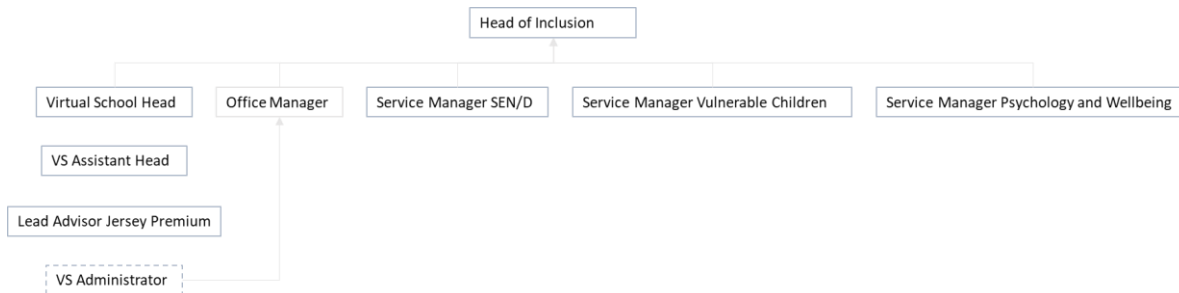 Head of Inclusion
Virtual School Head
Office Manager
Service Manager SEN/D
Service Manager Vulnerable Children
Service Manager Psychology and Wellbeing
VS Assistant Head
Lead Advisor Jersey Premium
VS Administrator